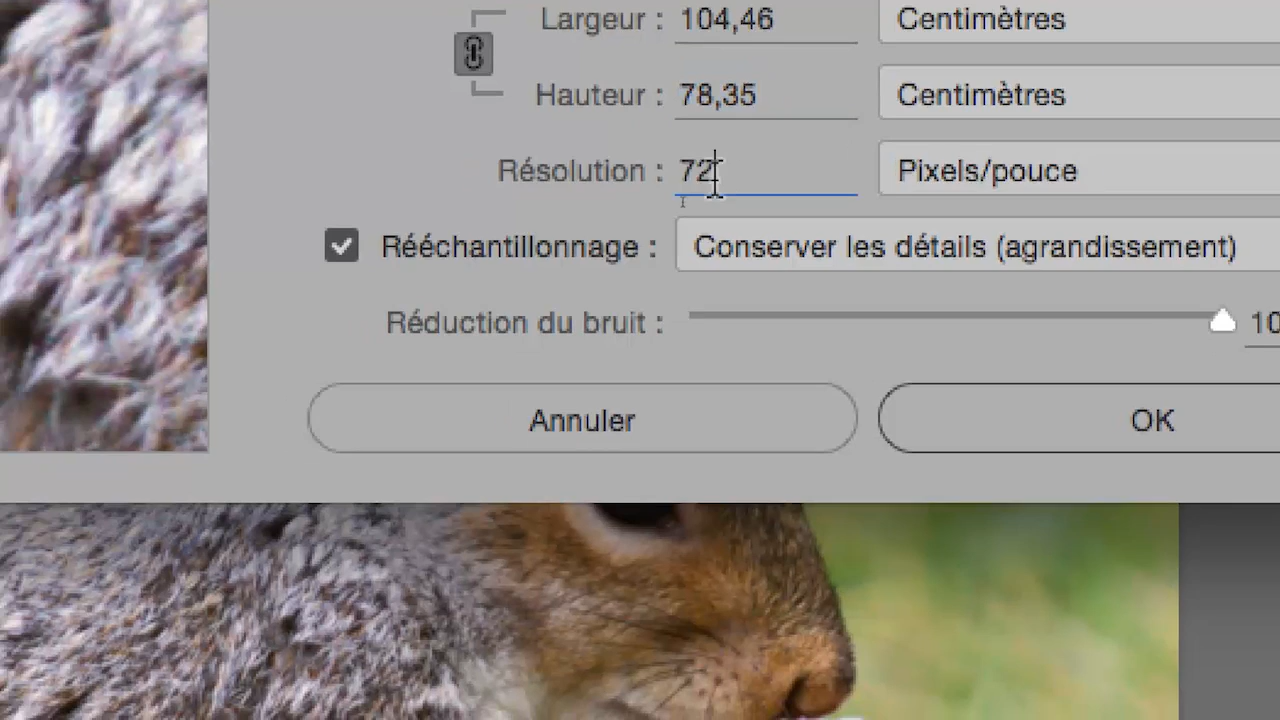 Largeur : 104,46 Centimètres
Hauteur : 78,35 Centimètres
Résolution : 72 Pixels/pouce
Rééchantillonnage : Conserver les détails (agrandissement)
Réduction du bruit : 10
Annuler OK